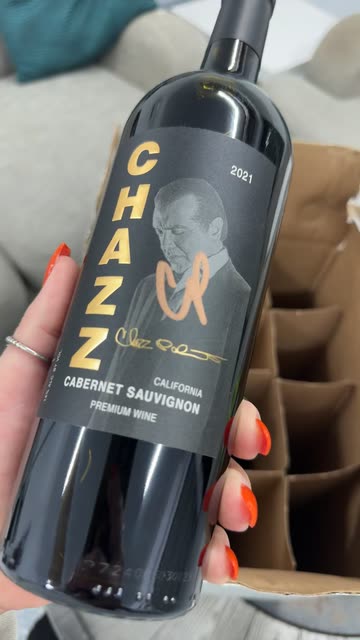 2021
CHAZZ
CALIFORNIA
CABERNET SAUVIGNON
PREMIUM WINE